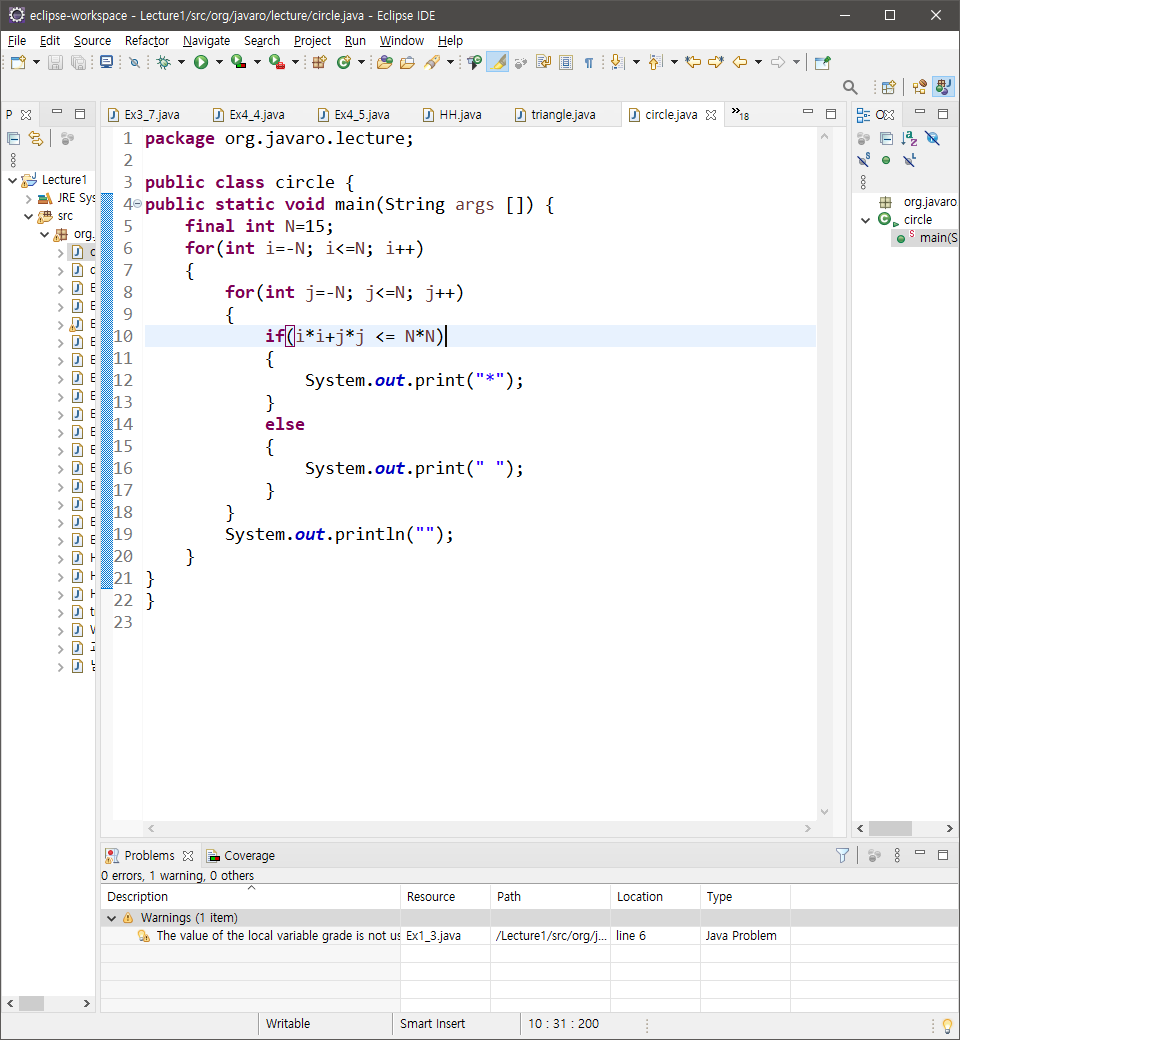 eclipse-workspace - Lecture1/src/org/javaro/lecture/circle.java - Eclipse IDE
File Edit Source Refactor Navigate Search Project Run Window Help
P
Ex3_7.java Ex4_4.java Ex4_5.java HH.java triangle.java circle.java »18
Lecture1
JRE Sys
src
org.
1 package org.javaro.lecture;
2
3 public class circle {
4 public static void main(String args []) {
5 final int N=15;
6 for(int i=-N; i<=N; i++)
7 {
8 for(int j=-N; j<=N; j++)
9 {
10 if(i*i+j*j <= N*N)
11 {
12 System.out.print("*");
13 }
14 else
15 {
16 System.out.print(" ");
17 }
18 }
19 System.out.println("");
20 }
21 }
22 }
23
org.javaro
circle
main(S
Problems Coverage
0 errors, 1 warning, 0 others
Description Resource Path Location Type
Warnings (1 item)
The value of the local variable grade is not us Ex1_3.java /Lecture1/src/org/j... line 6 Java Problem
Writable Smart Insert 10 : 31 : 200